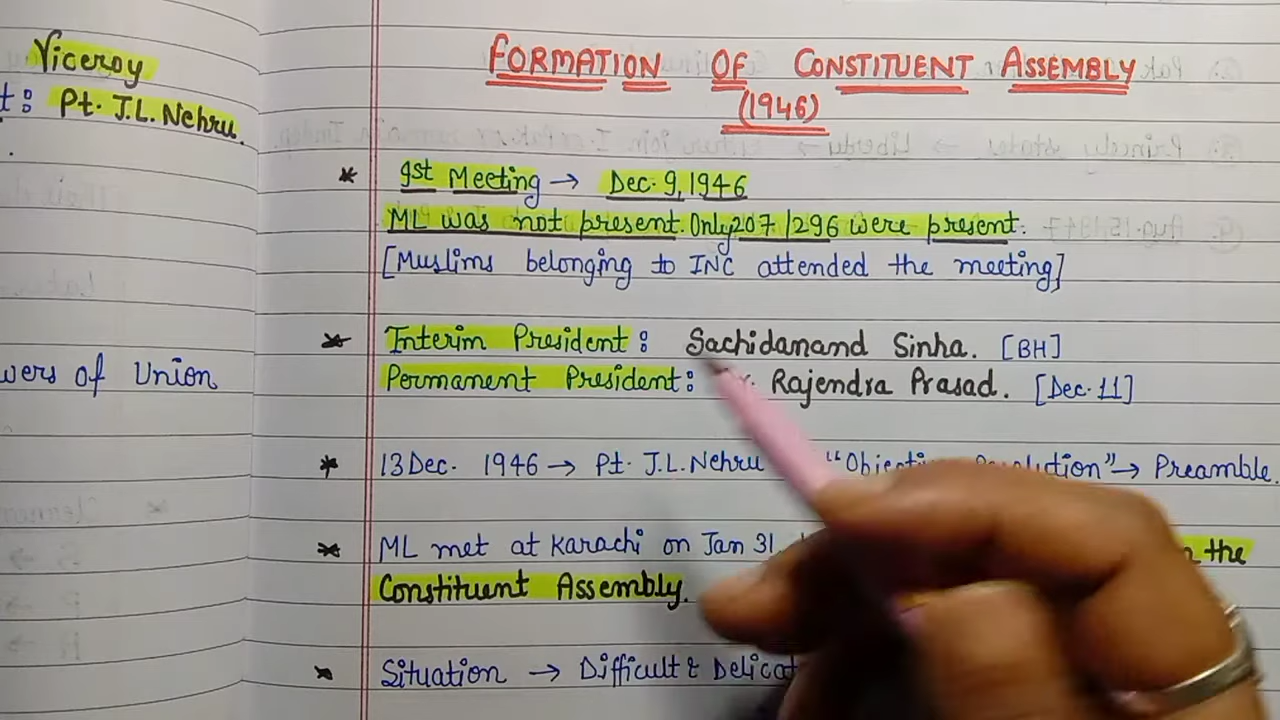 Viceroy
t: Pt. J.L. Nehru.
wers of Union
FORMATION OF CONSTITUENT ASSEMBLY
(1946)
* 1st Meeting → Dec. 9, 1946
ML was not present. Only 207/296 were present.
[Muslims belonging to INC attended the meeting]
* Interim President: Sachidanand Sinha. [BH]
Permanent President: Rajendra Prasad. [Dec. 11]
* 13 Dec. 1946 → Pt. J.L. Nehru "Objective Resolution" → Preamble.
* ML met at Karachi on Jan 31, the
Constituent Assembly.
* Situation → Difficult &